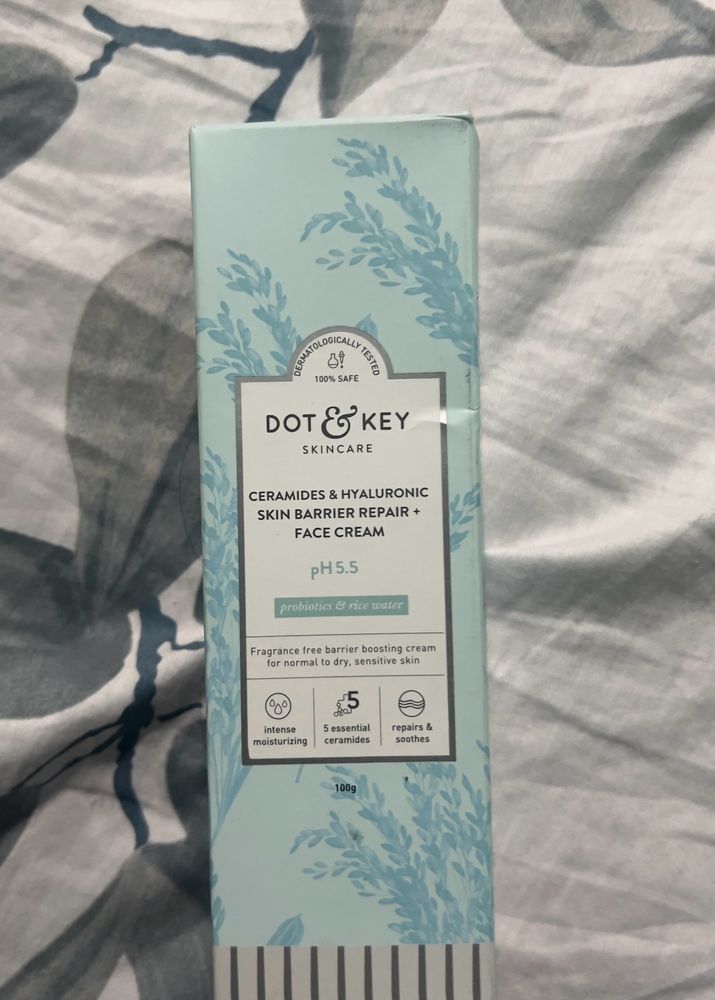 DERMATOLOGICALLY TESTED
100% SAFE
DOT & KEY
SKINCARE
CERAMIDES & HYALURONIC
SKIN BARRIER REPAIR +
FACE CREAM
pH 5.5
probiotics & rice water
Fragrance free barrier boosting cream
for normal to dry, sensitive skin
5
intense
moisturizing
5 essential
ceramides
repairs &
soothes
100g